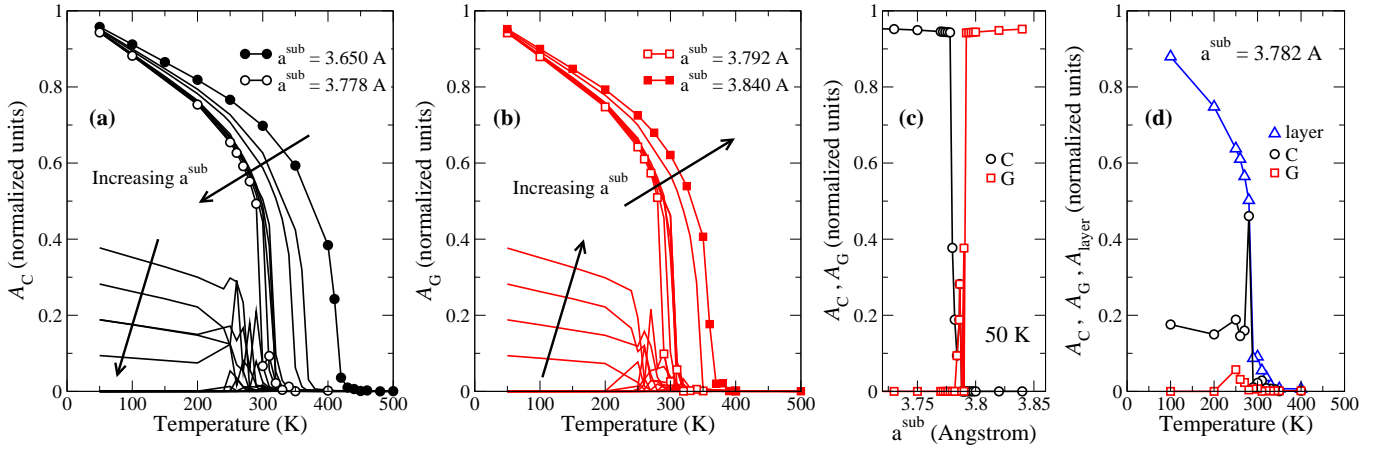 (a)
a^sub = 3.650 A
a^sub = 3.778 A
Increasing a^sub
A_C (normalized units)
0
0.2
0.4
0.6
0.8
1
0 100 200 300 400 500
Temperature (K)
(b)
a^sub = 3.792 A
a^sub = 3.840 A
Increasing a^sub
A_G (normalized units)
0
0.2
0.4
0.6
0.8
1
0 100 200 300 400 500
Temperature (K)
(c)
C
G
50 K
A_C , A_G (normalized units)
0
0.2
0.4
0.6
0.8
1
3.75 3.8 3.85
a^sub (Angstrom)
(d)
a^sub = 3.782 A
layer
C
G
A_C , A_G , A_layer (normalized units)
0
0.2
0.4
0.6
0.8
1
0 100 200 300 400 500
Temperature (K)